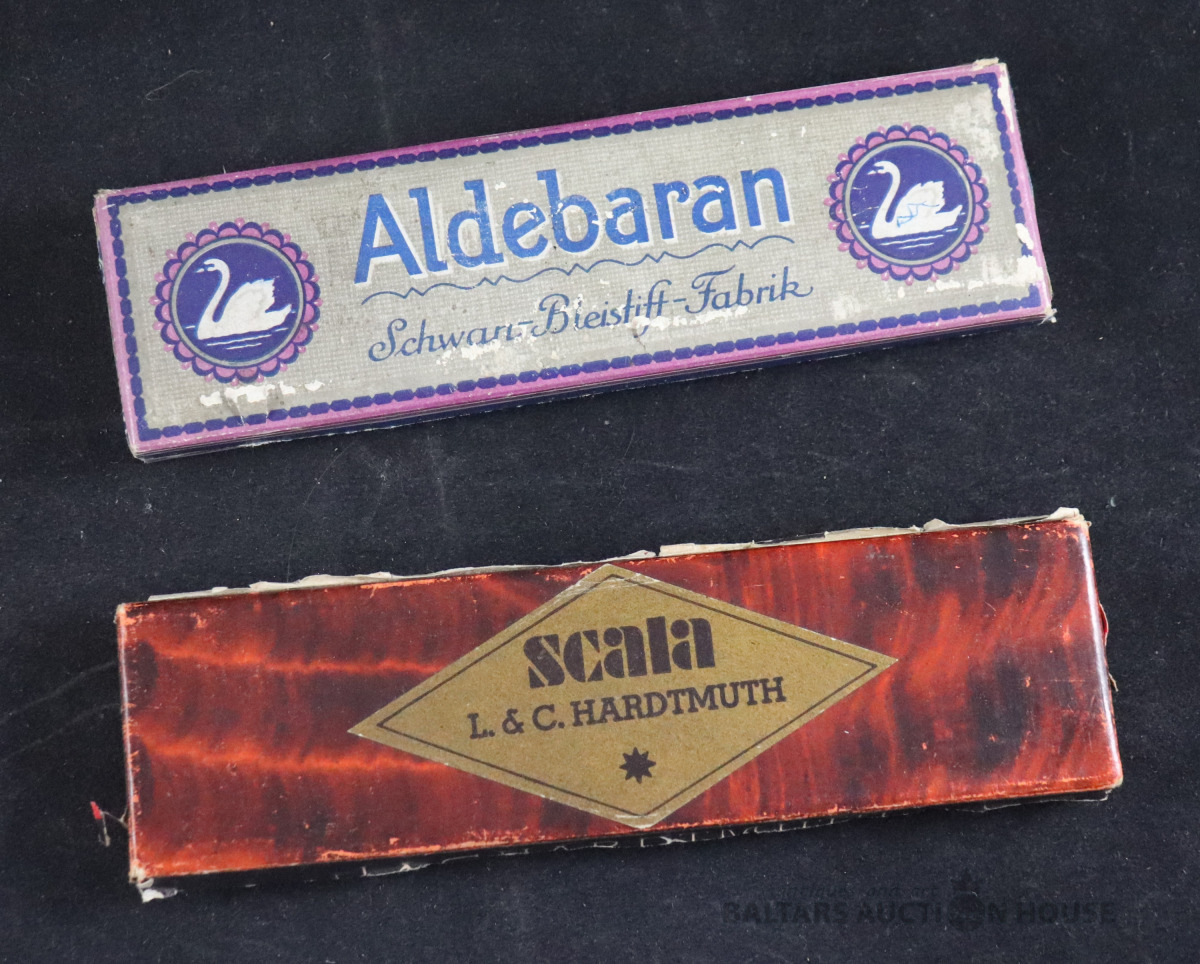 Aldebaran
Schwan-Bleistift-Fabrik
scala
L. & C. HARDTMUTH
BALTARS AUCTION HOUSE